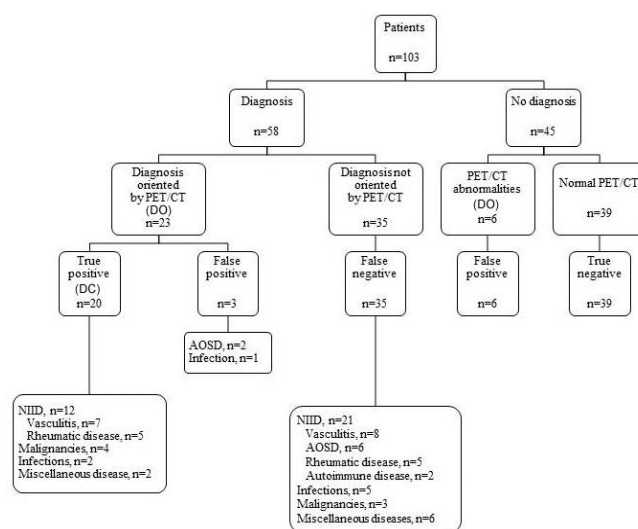 Patients
n=103
Diagnosis
n=58
No diagnosis
n=45
Diagnosis
oriented
by PET/CT
(DO)
n=23
Diagnosis not
oriented
by PET/CT
n=35
PET/CT
abnormalities
(DO)
n=6
Normal PET/CT
n=39
True
positive
(DC)
n=20
False
positive
n=3
False
negative
n=35
False
positive
n=6
True
negative
n=39
AOSD, n=2
Infection, n=1
NIID, n=12
Vasculitis, n=7
Rheumatic disease, n=5
Malignancies, n=4
Infections, n=2
Miscellaneous disease, n=2
NIID, n=21
Vasculitis, n=8
AOSD, n=6
Rheumatic disease, n=5
Autoimmune disease, n=2
Infections, n=5
Malignancies, n=3
Miscellaneous diseases, n=6